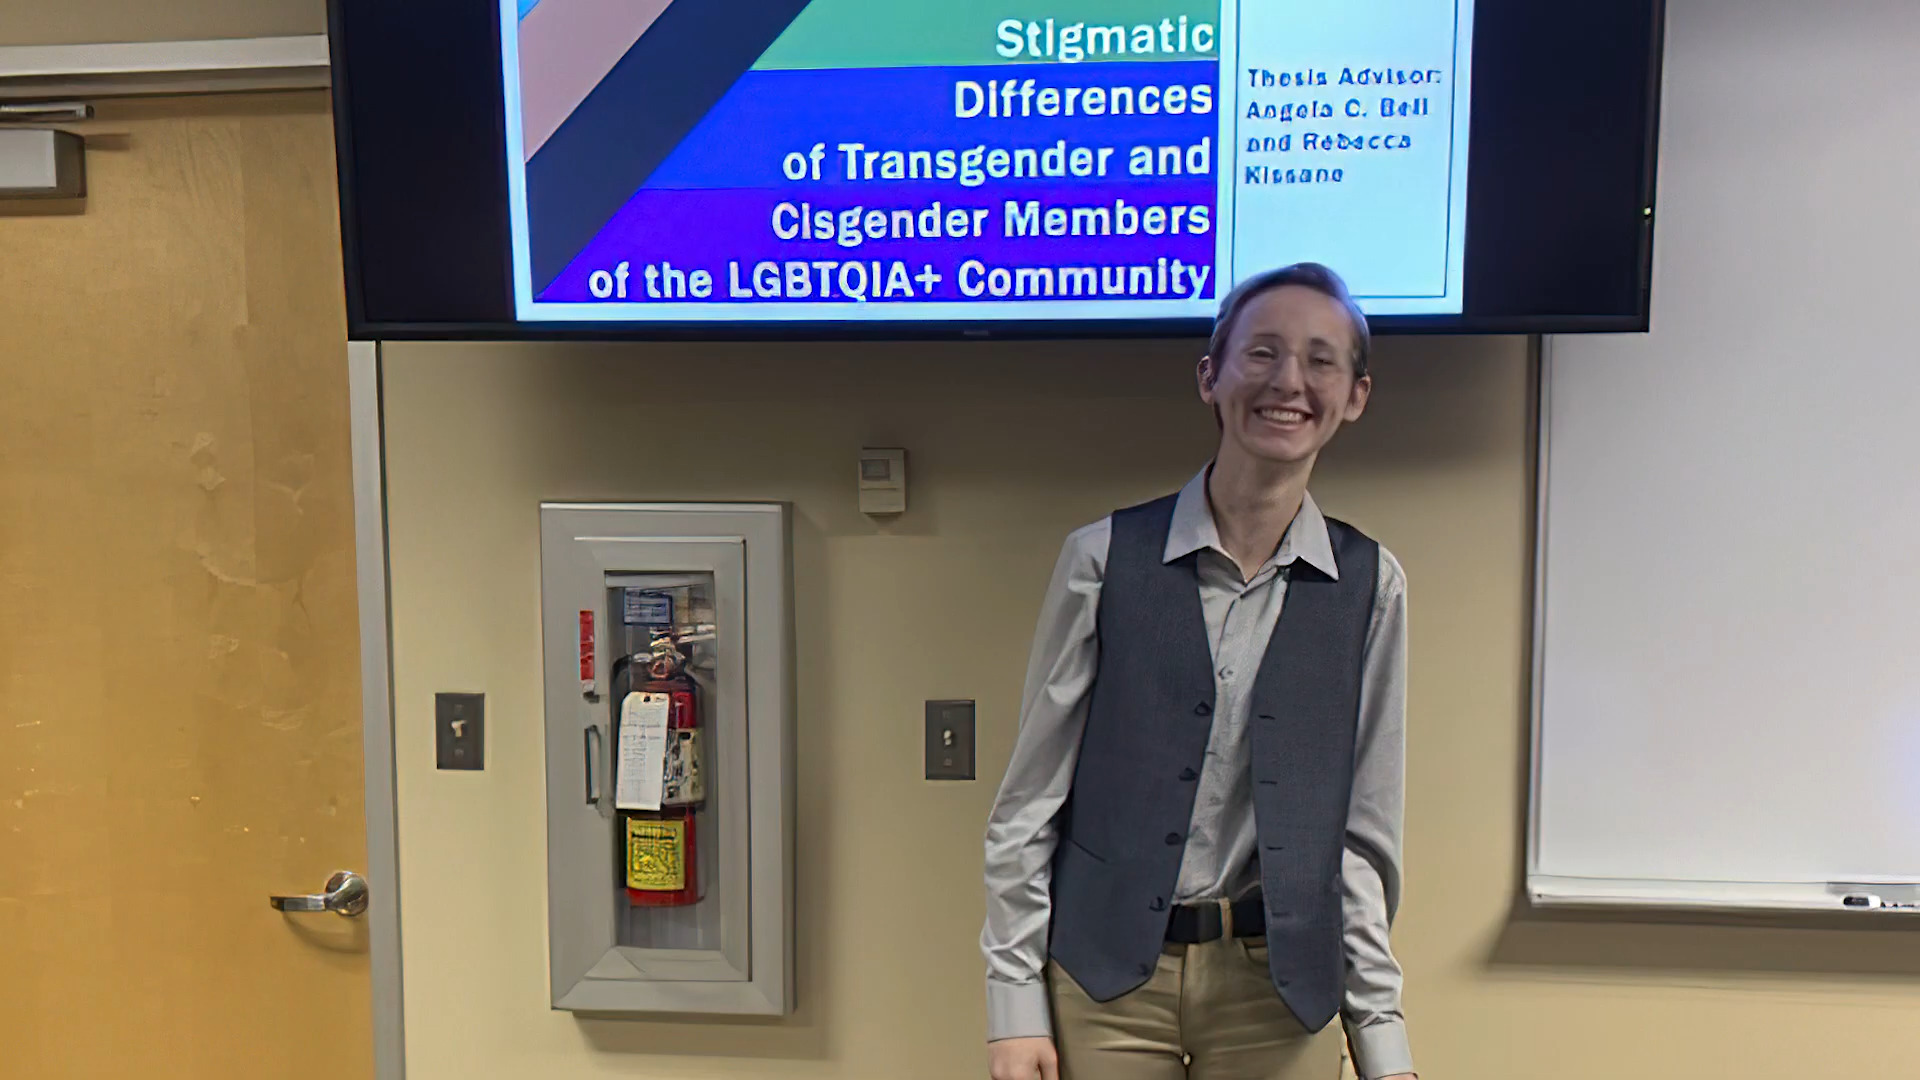 Stigmatic
Differences
of Transgender and
Cisgender Members
of the LGBTQIA+ Community
Thesis Advisor:
Angela C. Bell
and Rebecca
Kissane